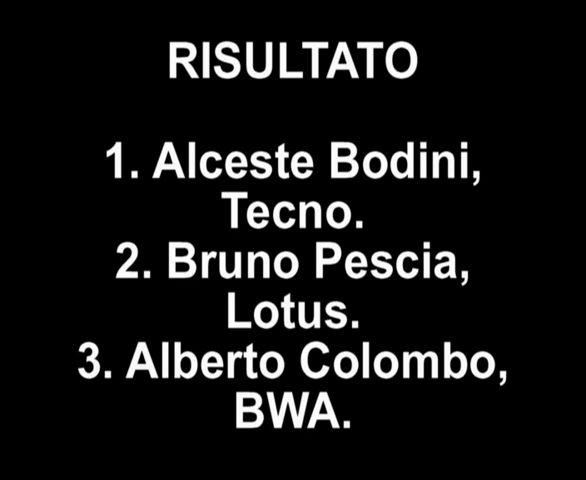 RISULTATO
1. Alceste Bodini,
Tecno.
2. Bruno Pescia,
Lotus.
3. Alberto Colombo,
BWA.